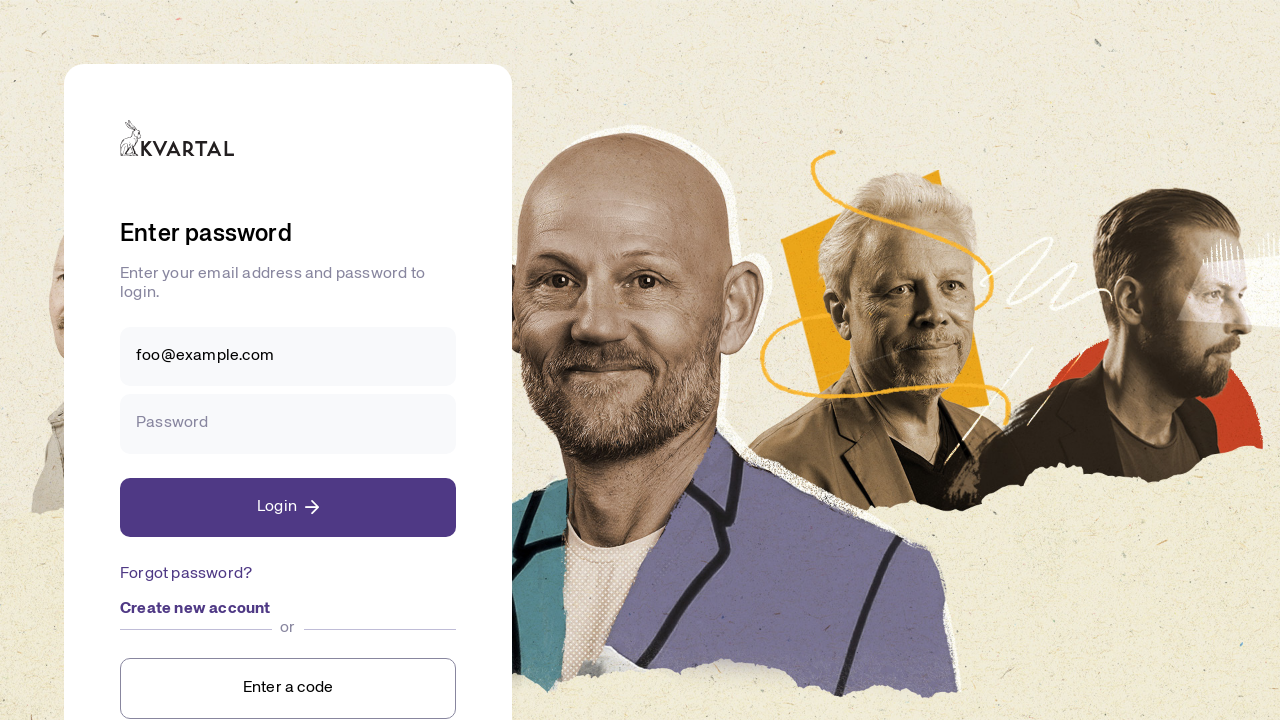 KVARTAL
Enter password
Enter your email address and password to
login.
foo@example.com
Password
Login
Forgot password?
Create new account
or
Enter a code